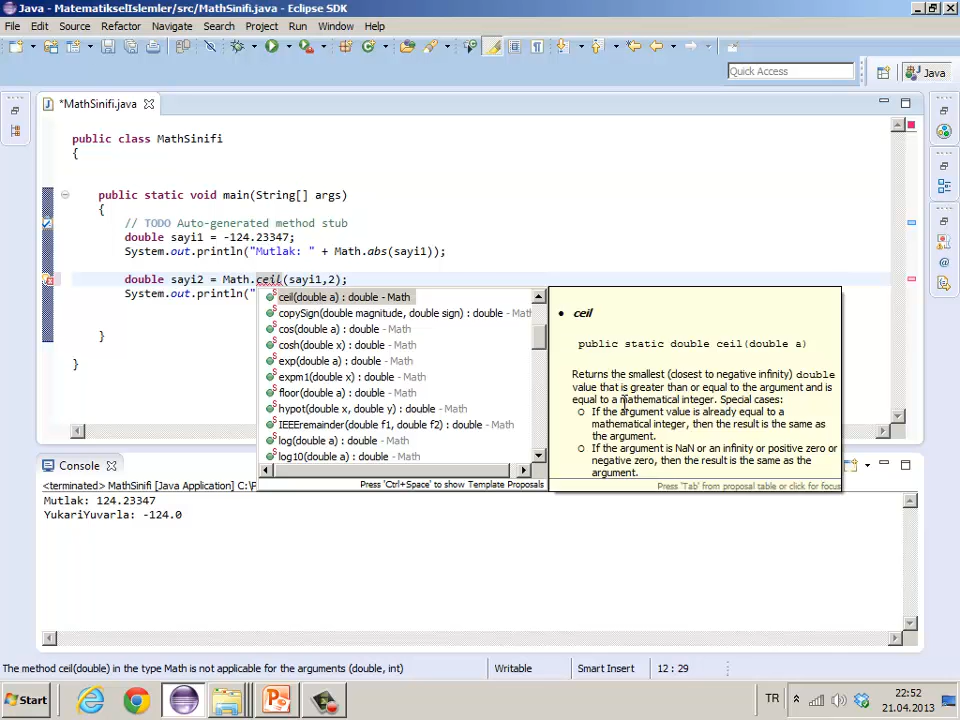 Java - MatematikselIslemler/src/MathSinifi.java - Eclipse SDK
File Edit Source Refactor Navigate Search Project Run Window Help
Quick Access
Java
*MathSinifi.java
public class MathSinifi
{
public static void main(String[] args)
{
// TODO Auto-generated method stub
double sayi1 = -124.23347;
System.out.println("Mutlak: " + Math.abs(sayi1));
double sayi2 = Math.ceil(sayi1,2);
System.out.println("
}
}
ceil(double a) : double - Math
copySign(double magnitude, double sign) : double - Math
cos(double a) : double - Math
cosh(double x) : double - Math
exp(double a) : double - Math
expm1(double x) : double - Math
floor(double a) : double - Math
hypot(double x, double y) : double - Math
IEEEremainder(double f1, double f2) : double - Math
log(double a) : double - Math
log10(double a) : double - Math
Press 'Ctrl+Space' to show Template Proposals
ceil
public static double ceil(double a)
Returns the smallest (closest to negative infinity) double
value that is greater than or equal to the argument and is
equal to a mathematical integer. Special cases:
If the argument value is already equal to a
mathematical integer, then the result is the same as
the argument.
If the argument is NaN or an infinity or positive zero or
negative zero, then the result is the same as the
argument.
Press 'Tab' from proposal table or click for focus
Console
<terminated> MathSinifi [Java Application] C:\
Mutlak: 124.23347
YukariYuvarla: -124.0
The method ceil(double) in the type Math is not applicable for the arguments (double, int)
Writable
Smart Insert
12 : 29
Start
TR
22:52
21.04.2013